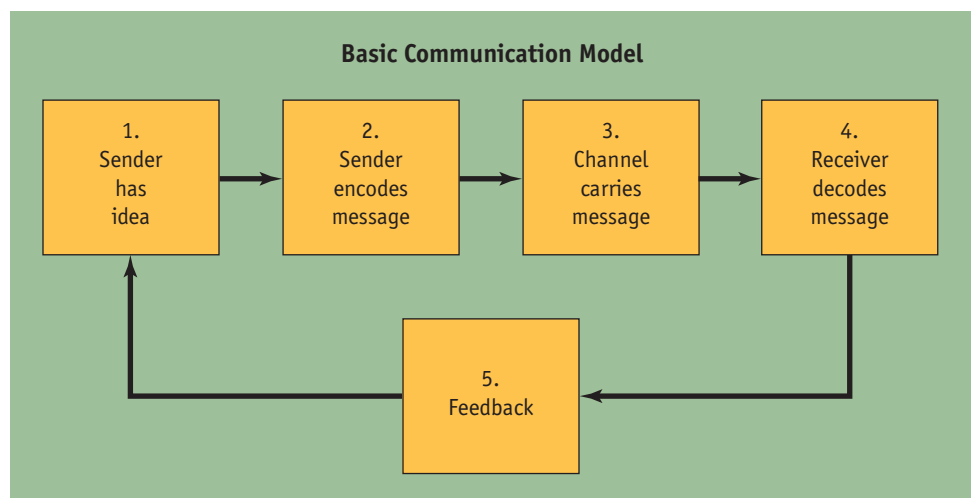 Basic Communication Model
1.
Sender
has
idea
2.
Sender
encodes
message
3.
Channel
carries
message
4.
Receiver
decodes
message
5.
Feedback